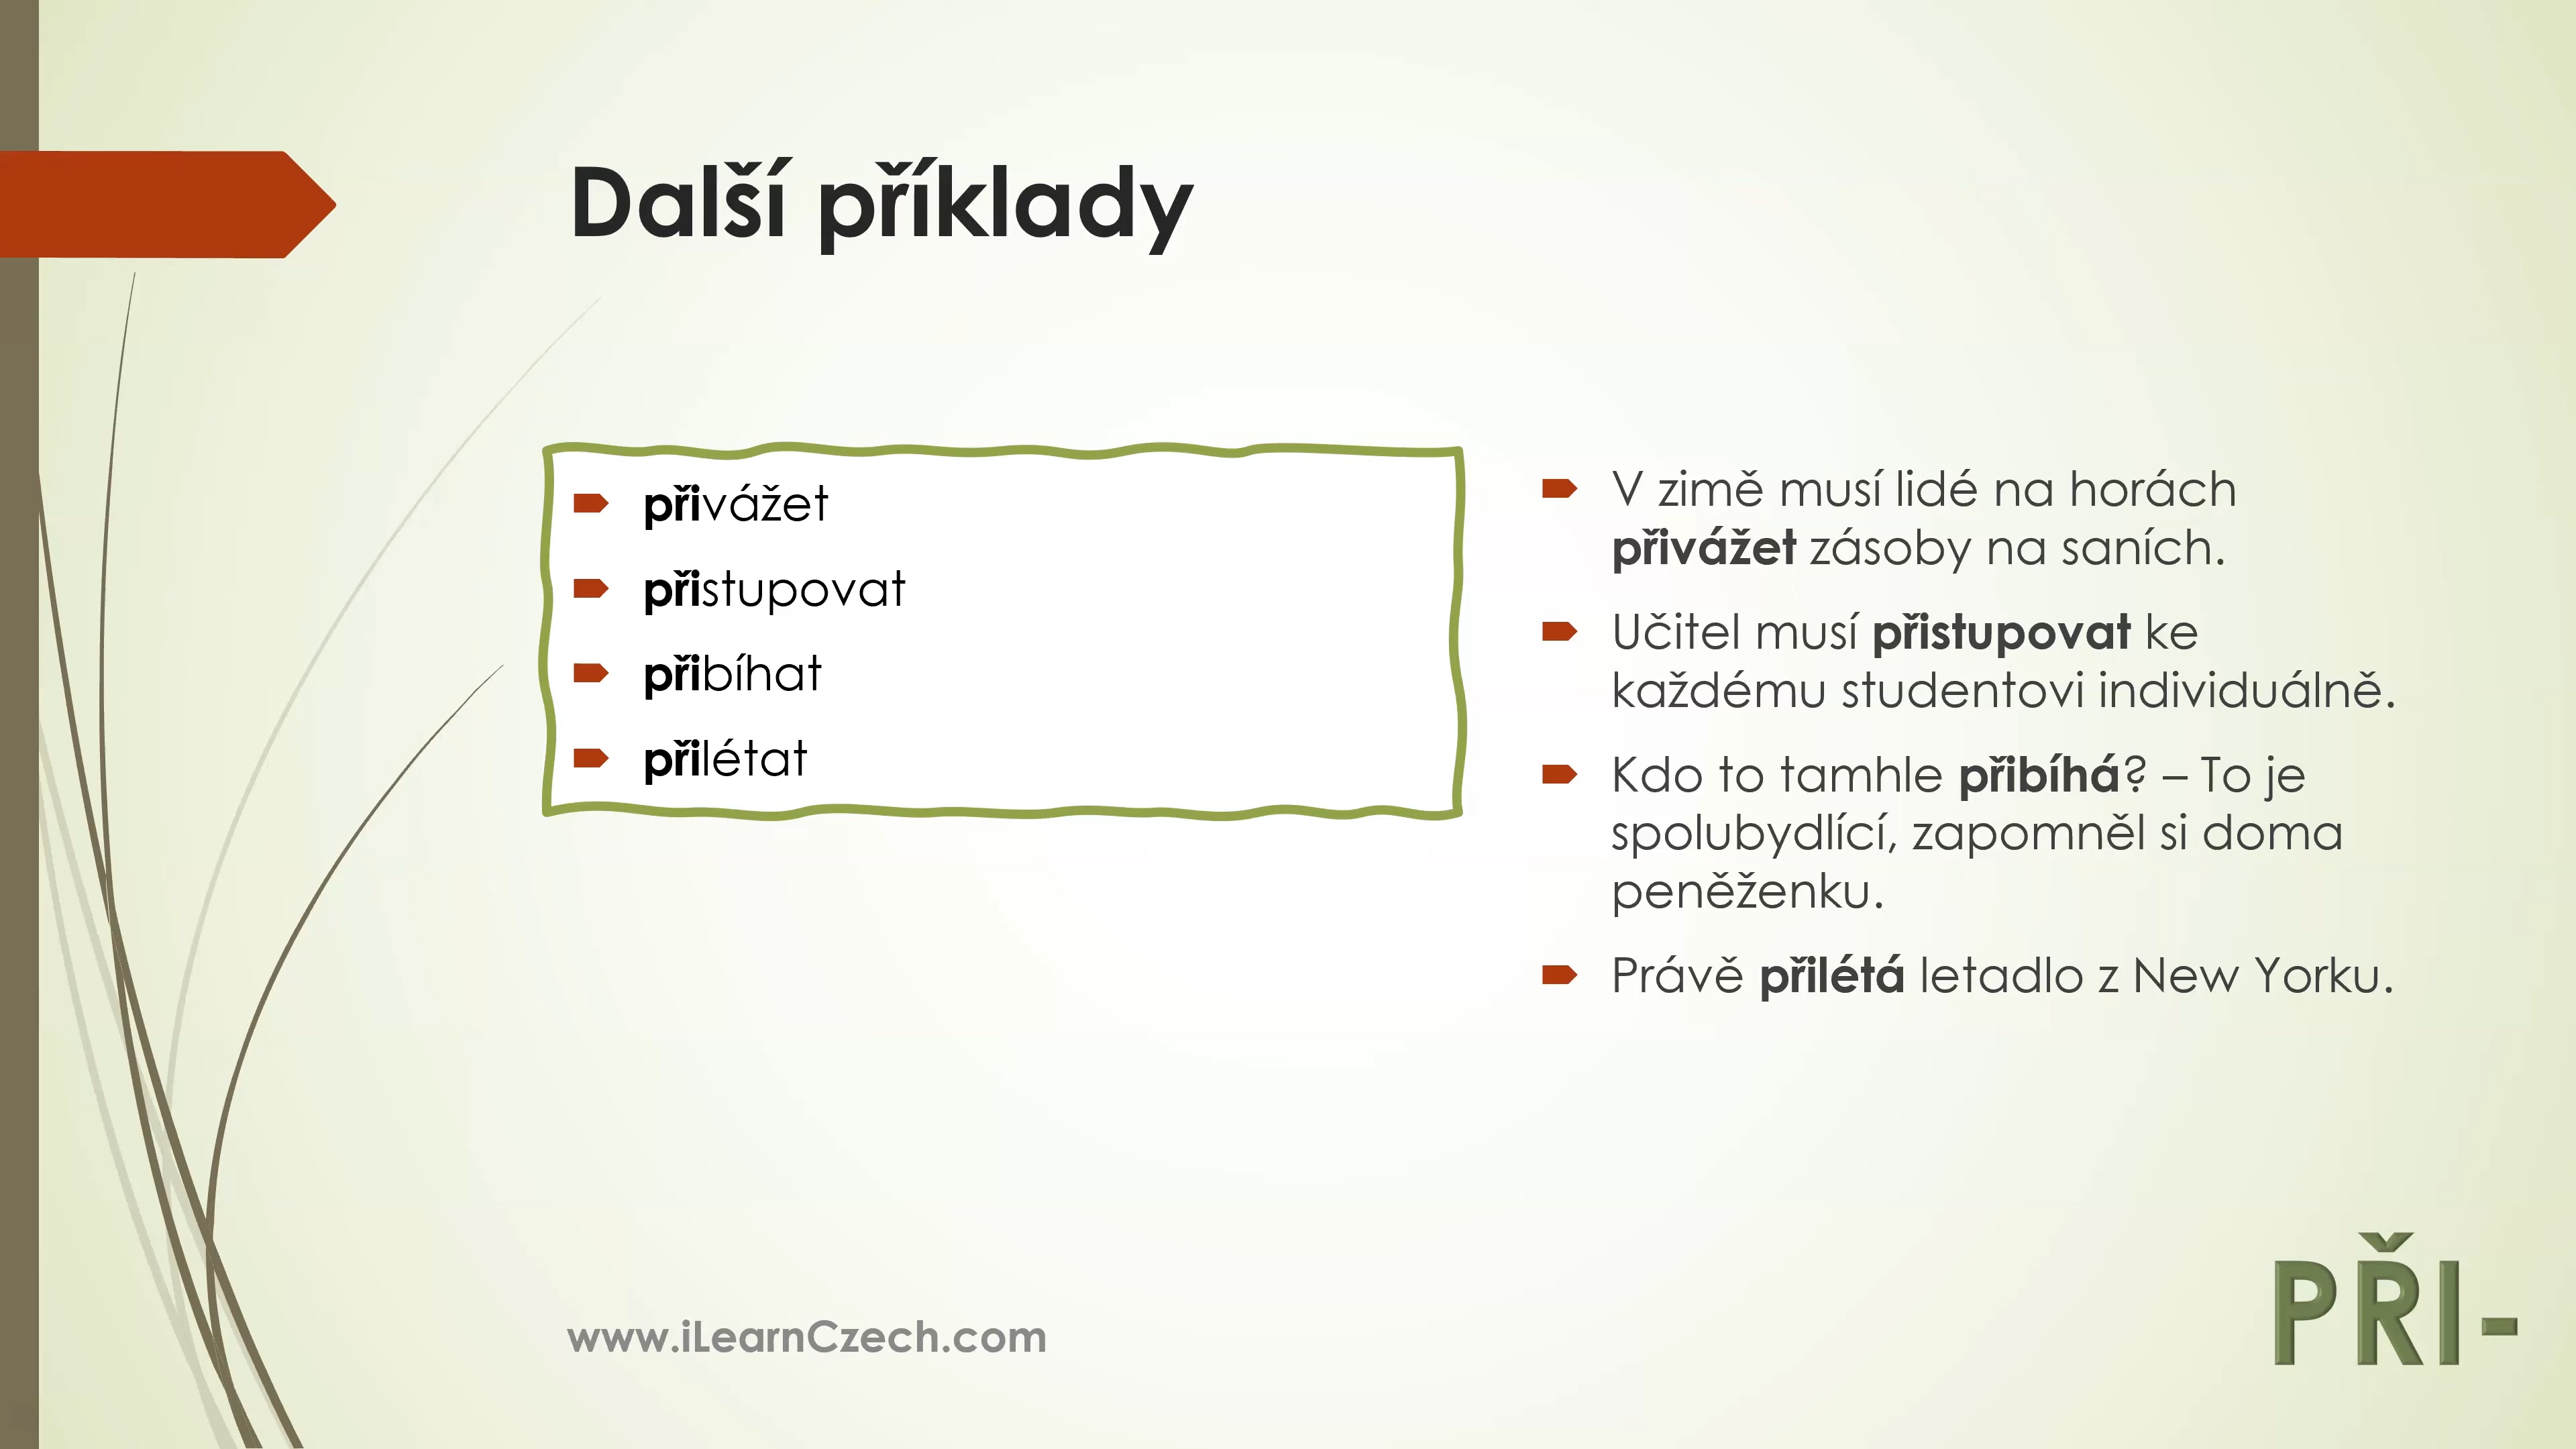 Další příklady
přivážet
přistupovat
přibíhat
přilétat
V zimě musí lidé na horách
přivážet zásoby na saních.
Učitel musí přistupovat ke
každému studentovi individuálně.
Kdo to tamhle přibíhá? – To je
spolubydlící, zapomněl si doma
peněženku.
Právě přilétá letadlo z New Yorku.
www.iLearnCzech.com
PŘI-